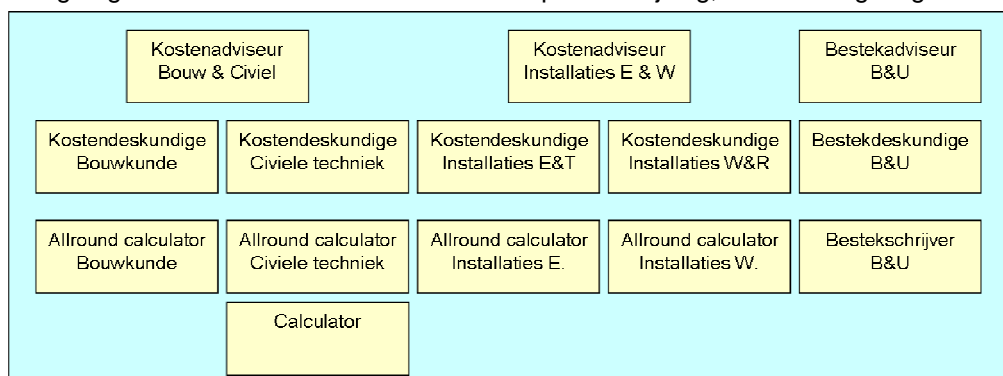 Kostenadviseur
Bouw & Civiel
Kostenadviseur
Installaties E & W
Bestekadviseur
B&U
Kostendeskundige
Bouwkunde
Kostendeskundige
Civiele techniek
Kostendeskundige
Installaties E&T
Kostendeskundige
Installaties W&R
Bestekdeskundige
B&U
Allround calculator
Bouwkunde
Allround calculator
Civiele techniek
Allround calculator
Installaties E.
Allround calculator
Installaties W.
Bestekschrijver
B&U
Calculator